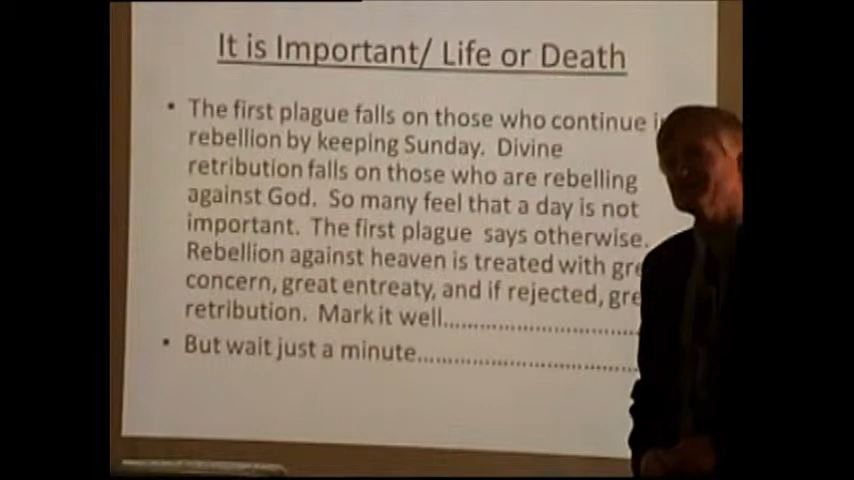 It is Important/ Life or Death
• The first plague falls on those who continue
rebellion by keeping Sunday. Divine
retribution falls on those who are rebelling
against God. So many feel that a day is not
important. The first plague says otherwise.
Rebellion against heaven is treated with
concern, great entreaty, and if rejected,
retribution. Mark it well................................
• But wait just a minute...................................